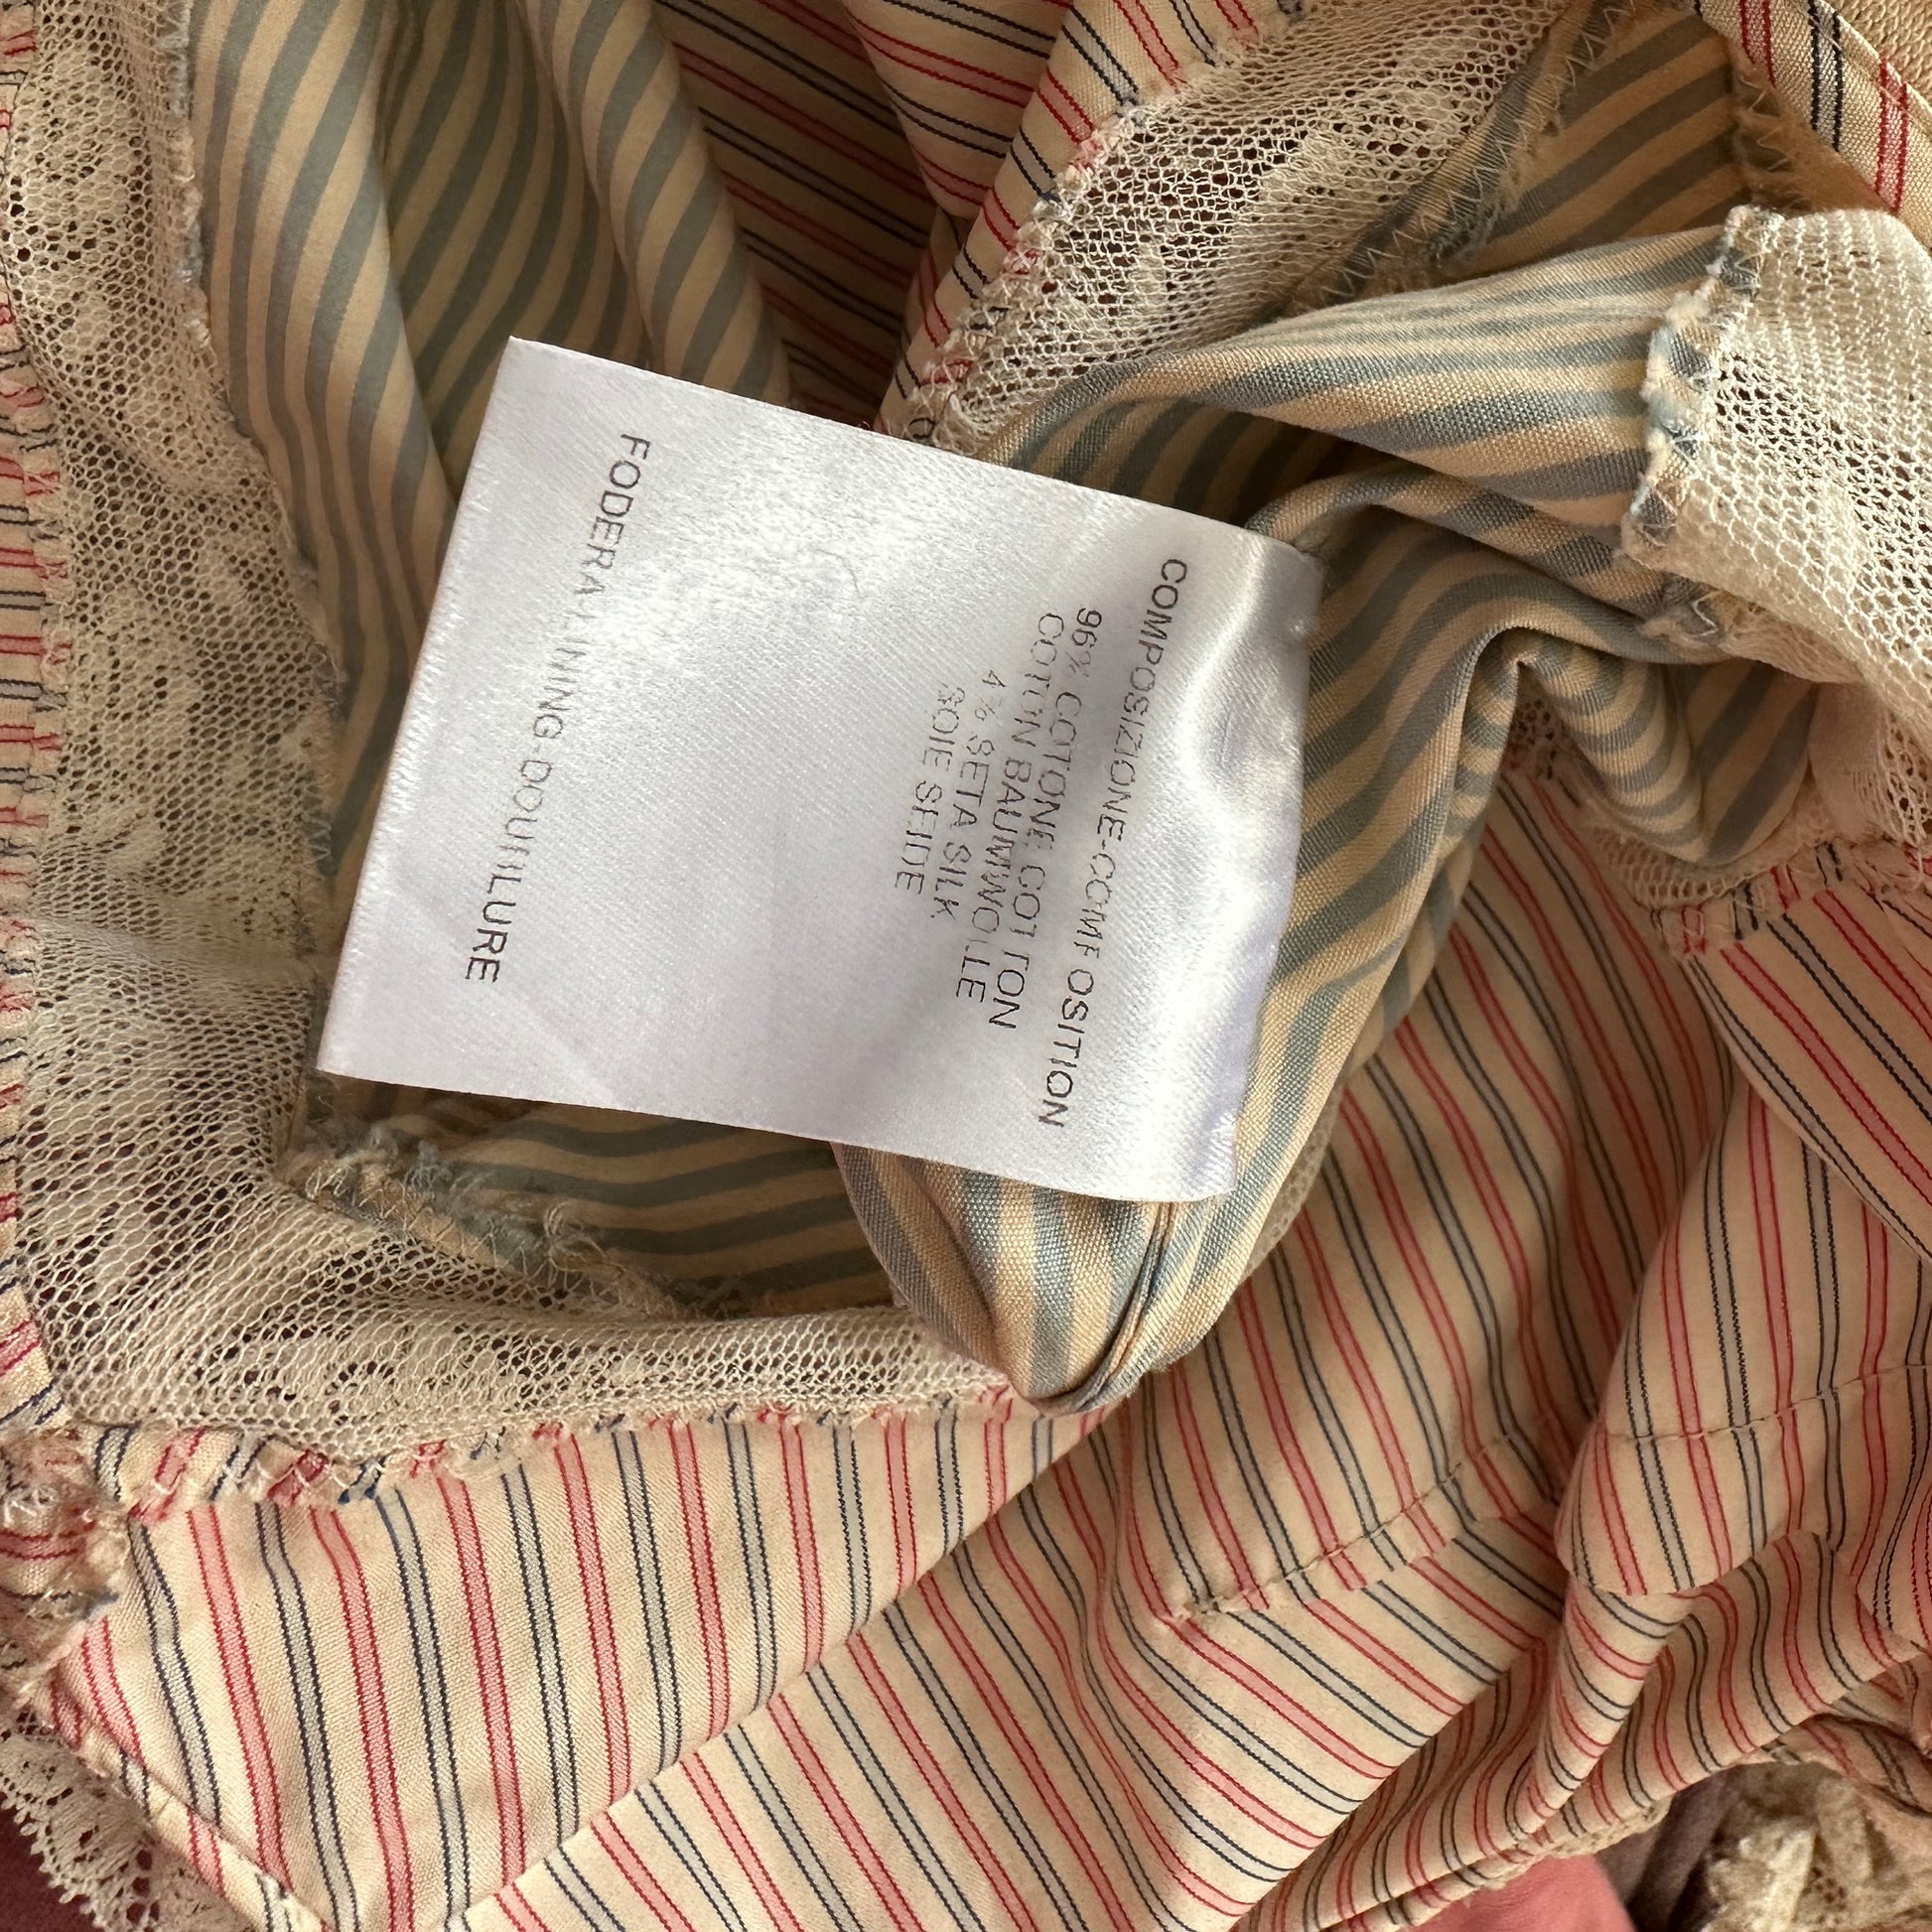 COMPOSIZIONE-COMPOSITION
96% COTONE COTTON
COTON BAUMWOLLE
4% SETA SILK
SOIE SEIDE
FODERA-LINING-DOUBLURE